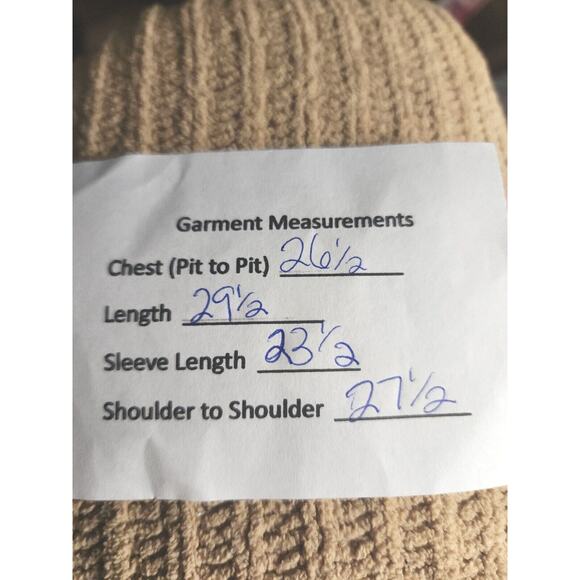 Garment Measurements
Chest (Pit to Pit) 26 1/2
Length 29 1/2
Sleeve Length 23 1/2
Shoulder to Shoulder 27 1/2